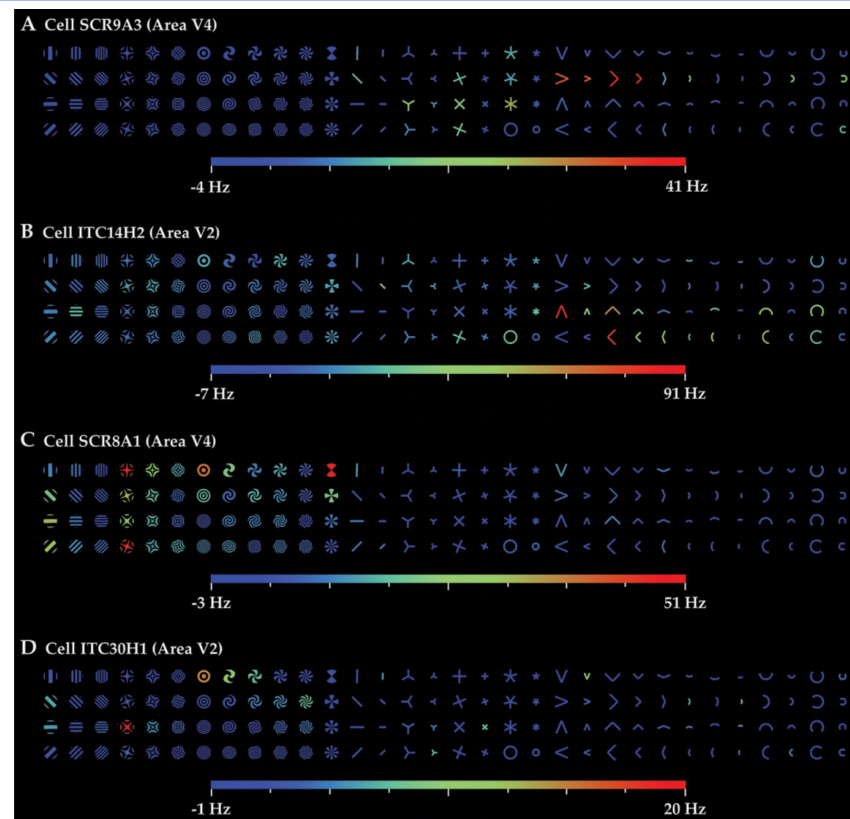 A Cell SCR9A3 (Area V4)
-4 Hz 41 Hz
B Cell ITC14H2 (Area V2)
-7 Hz 91 Hz
C Cell SCR8A1 (Area V4)
-3 Hz 51 Hz
D Cell ITC30H1 (Area V2)
-1 Hz 20 Hz